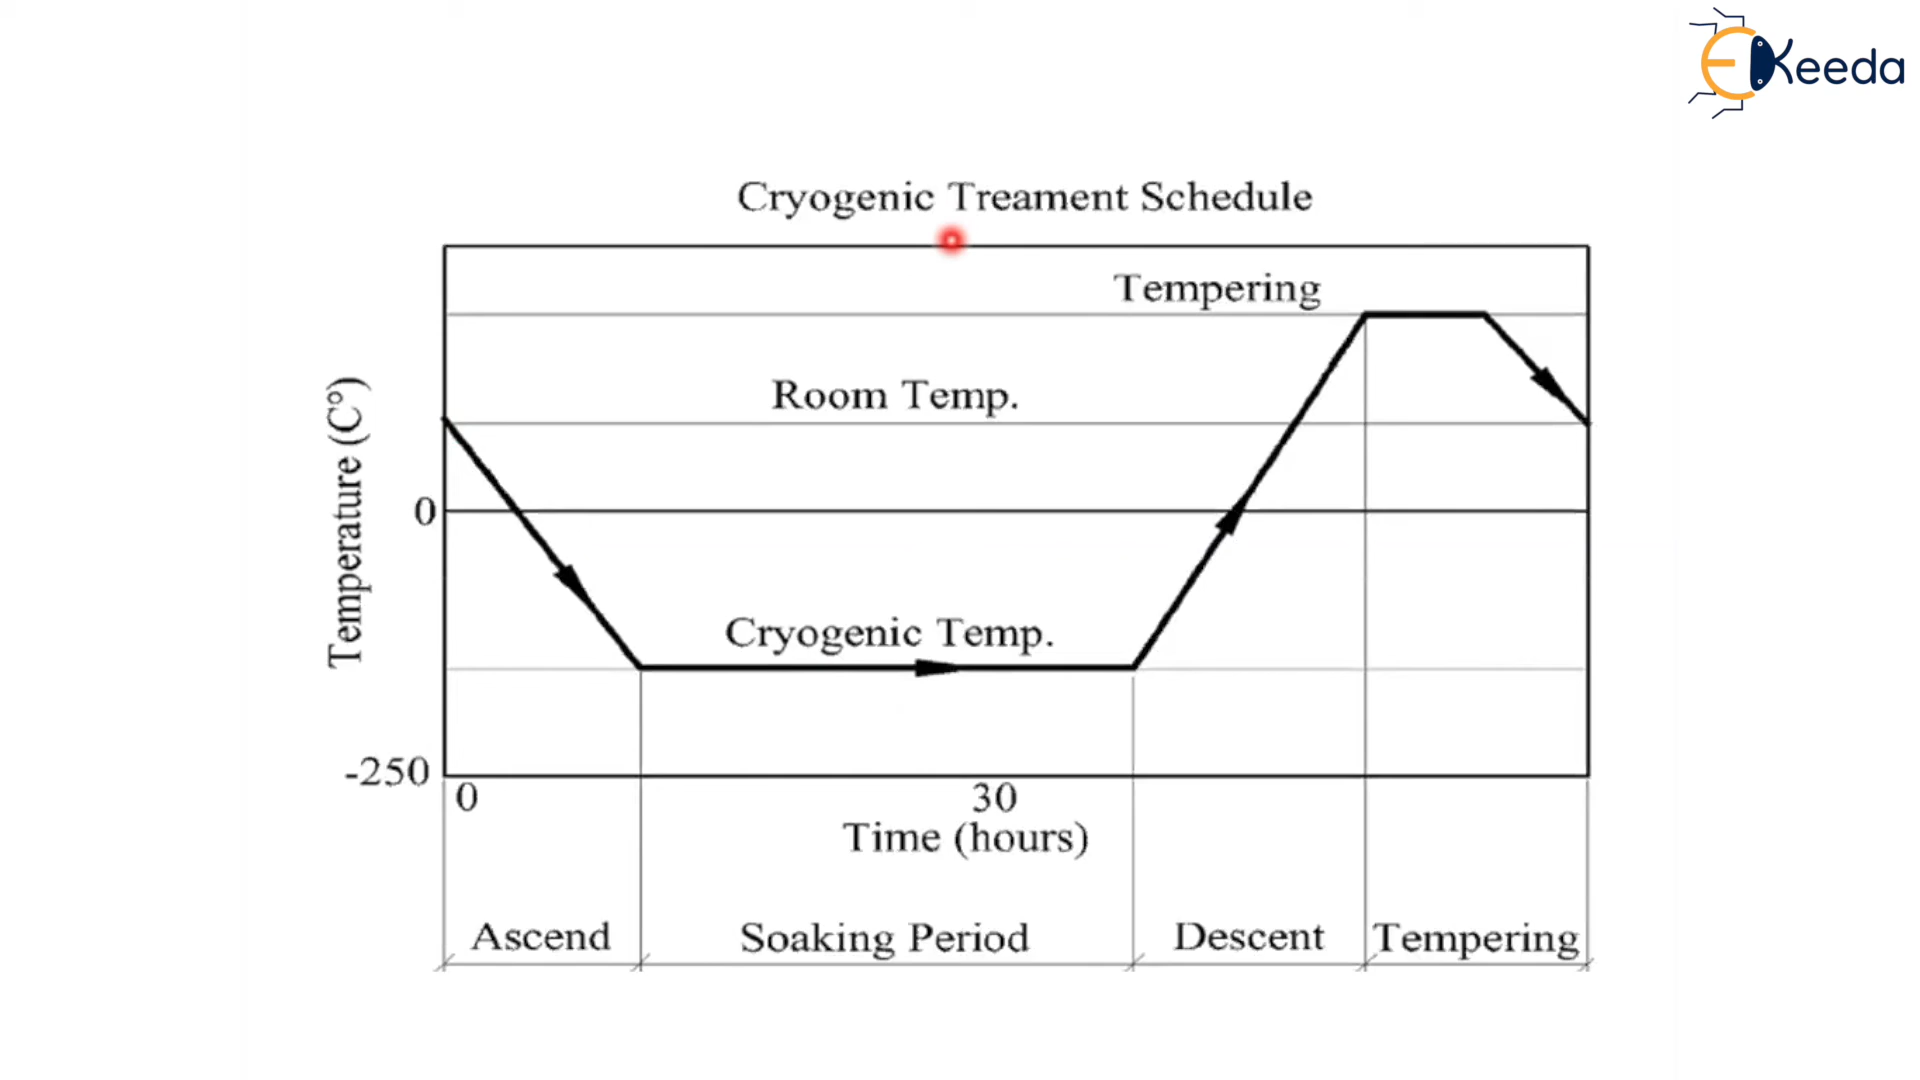 EKeeda
Cryogenic Treament Schedule
Tempering
Room Temp.
Temperature (C°)
0
Cryogenic Temp.
-250
0 30
Time (hours)
Ascend Soaking Period Descent Tempering